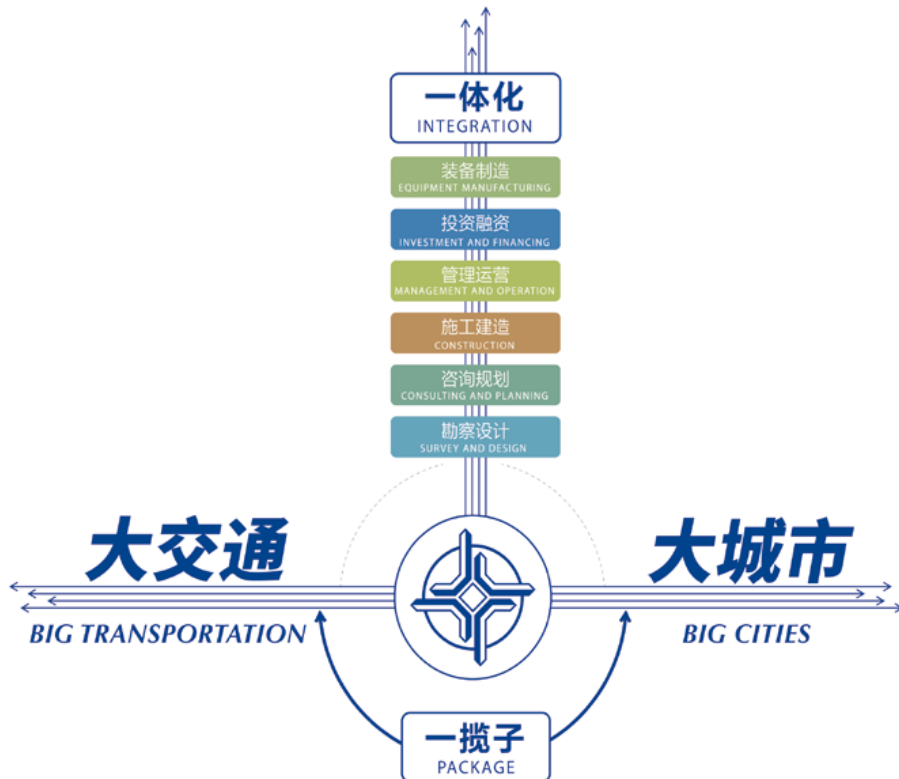 一体化
INTEGRATION
装备制造
EQUIPMENT MANUFACTURING
投资融资
INVESTMENT AND FINANCING
管理运营
MANAGEMENT AND OPERATION
施工建造
CONSTRUCTION
咨询规划
CONSULTING AND PLANNING
勘察设计
SURVEY AND DESIGN
大交通
BIG TRANSPORTATION
大城市
BIG CITIES
一揽子
PACKAGE